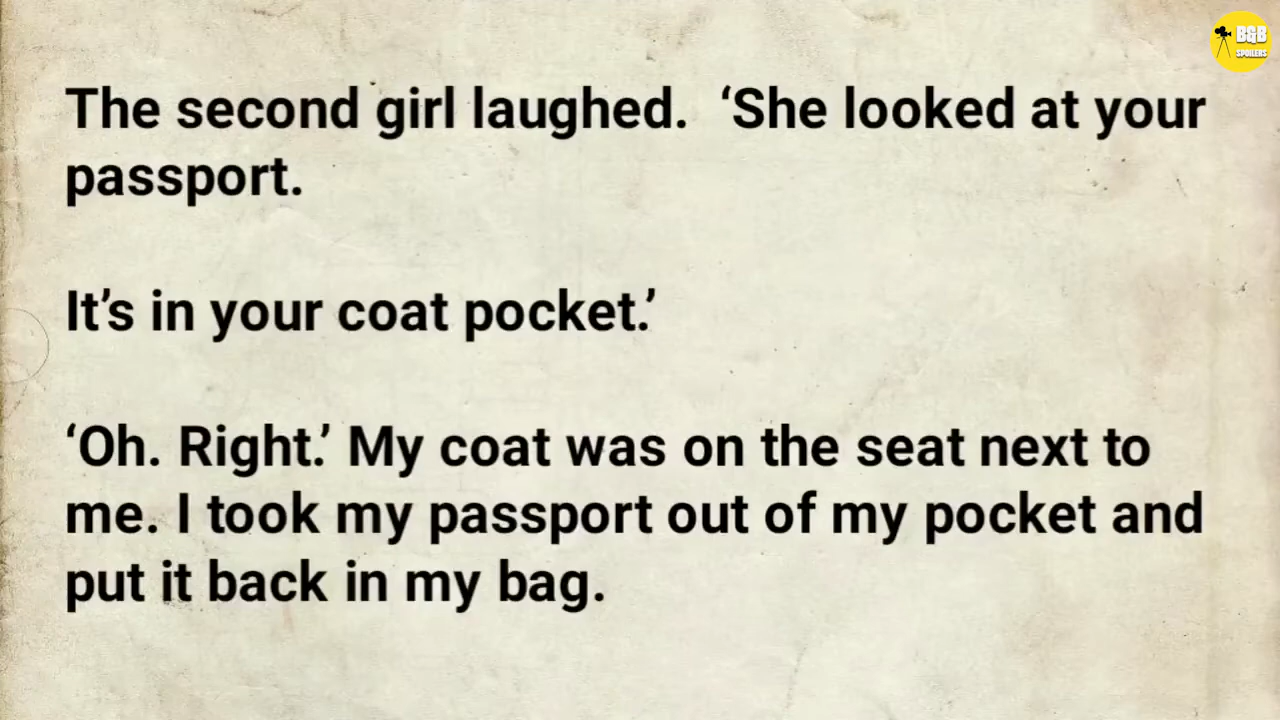 B&B
SPOILERS
The second girl laughed.  ‘She looked at your
passport.
It’s in your coat pocket.’
‘Oh. Right.’ My coat was on the seat next to
me. I took my passport out of my pocket and
put it back in my bag.